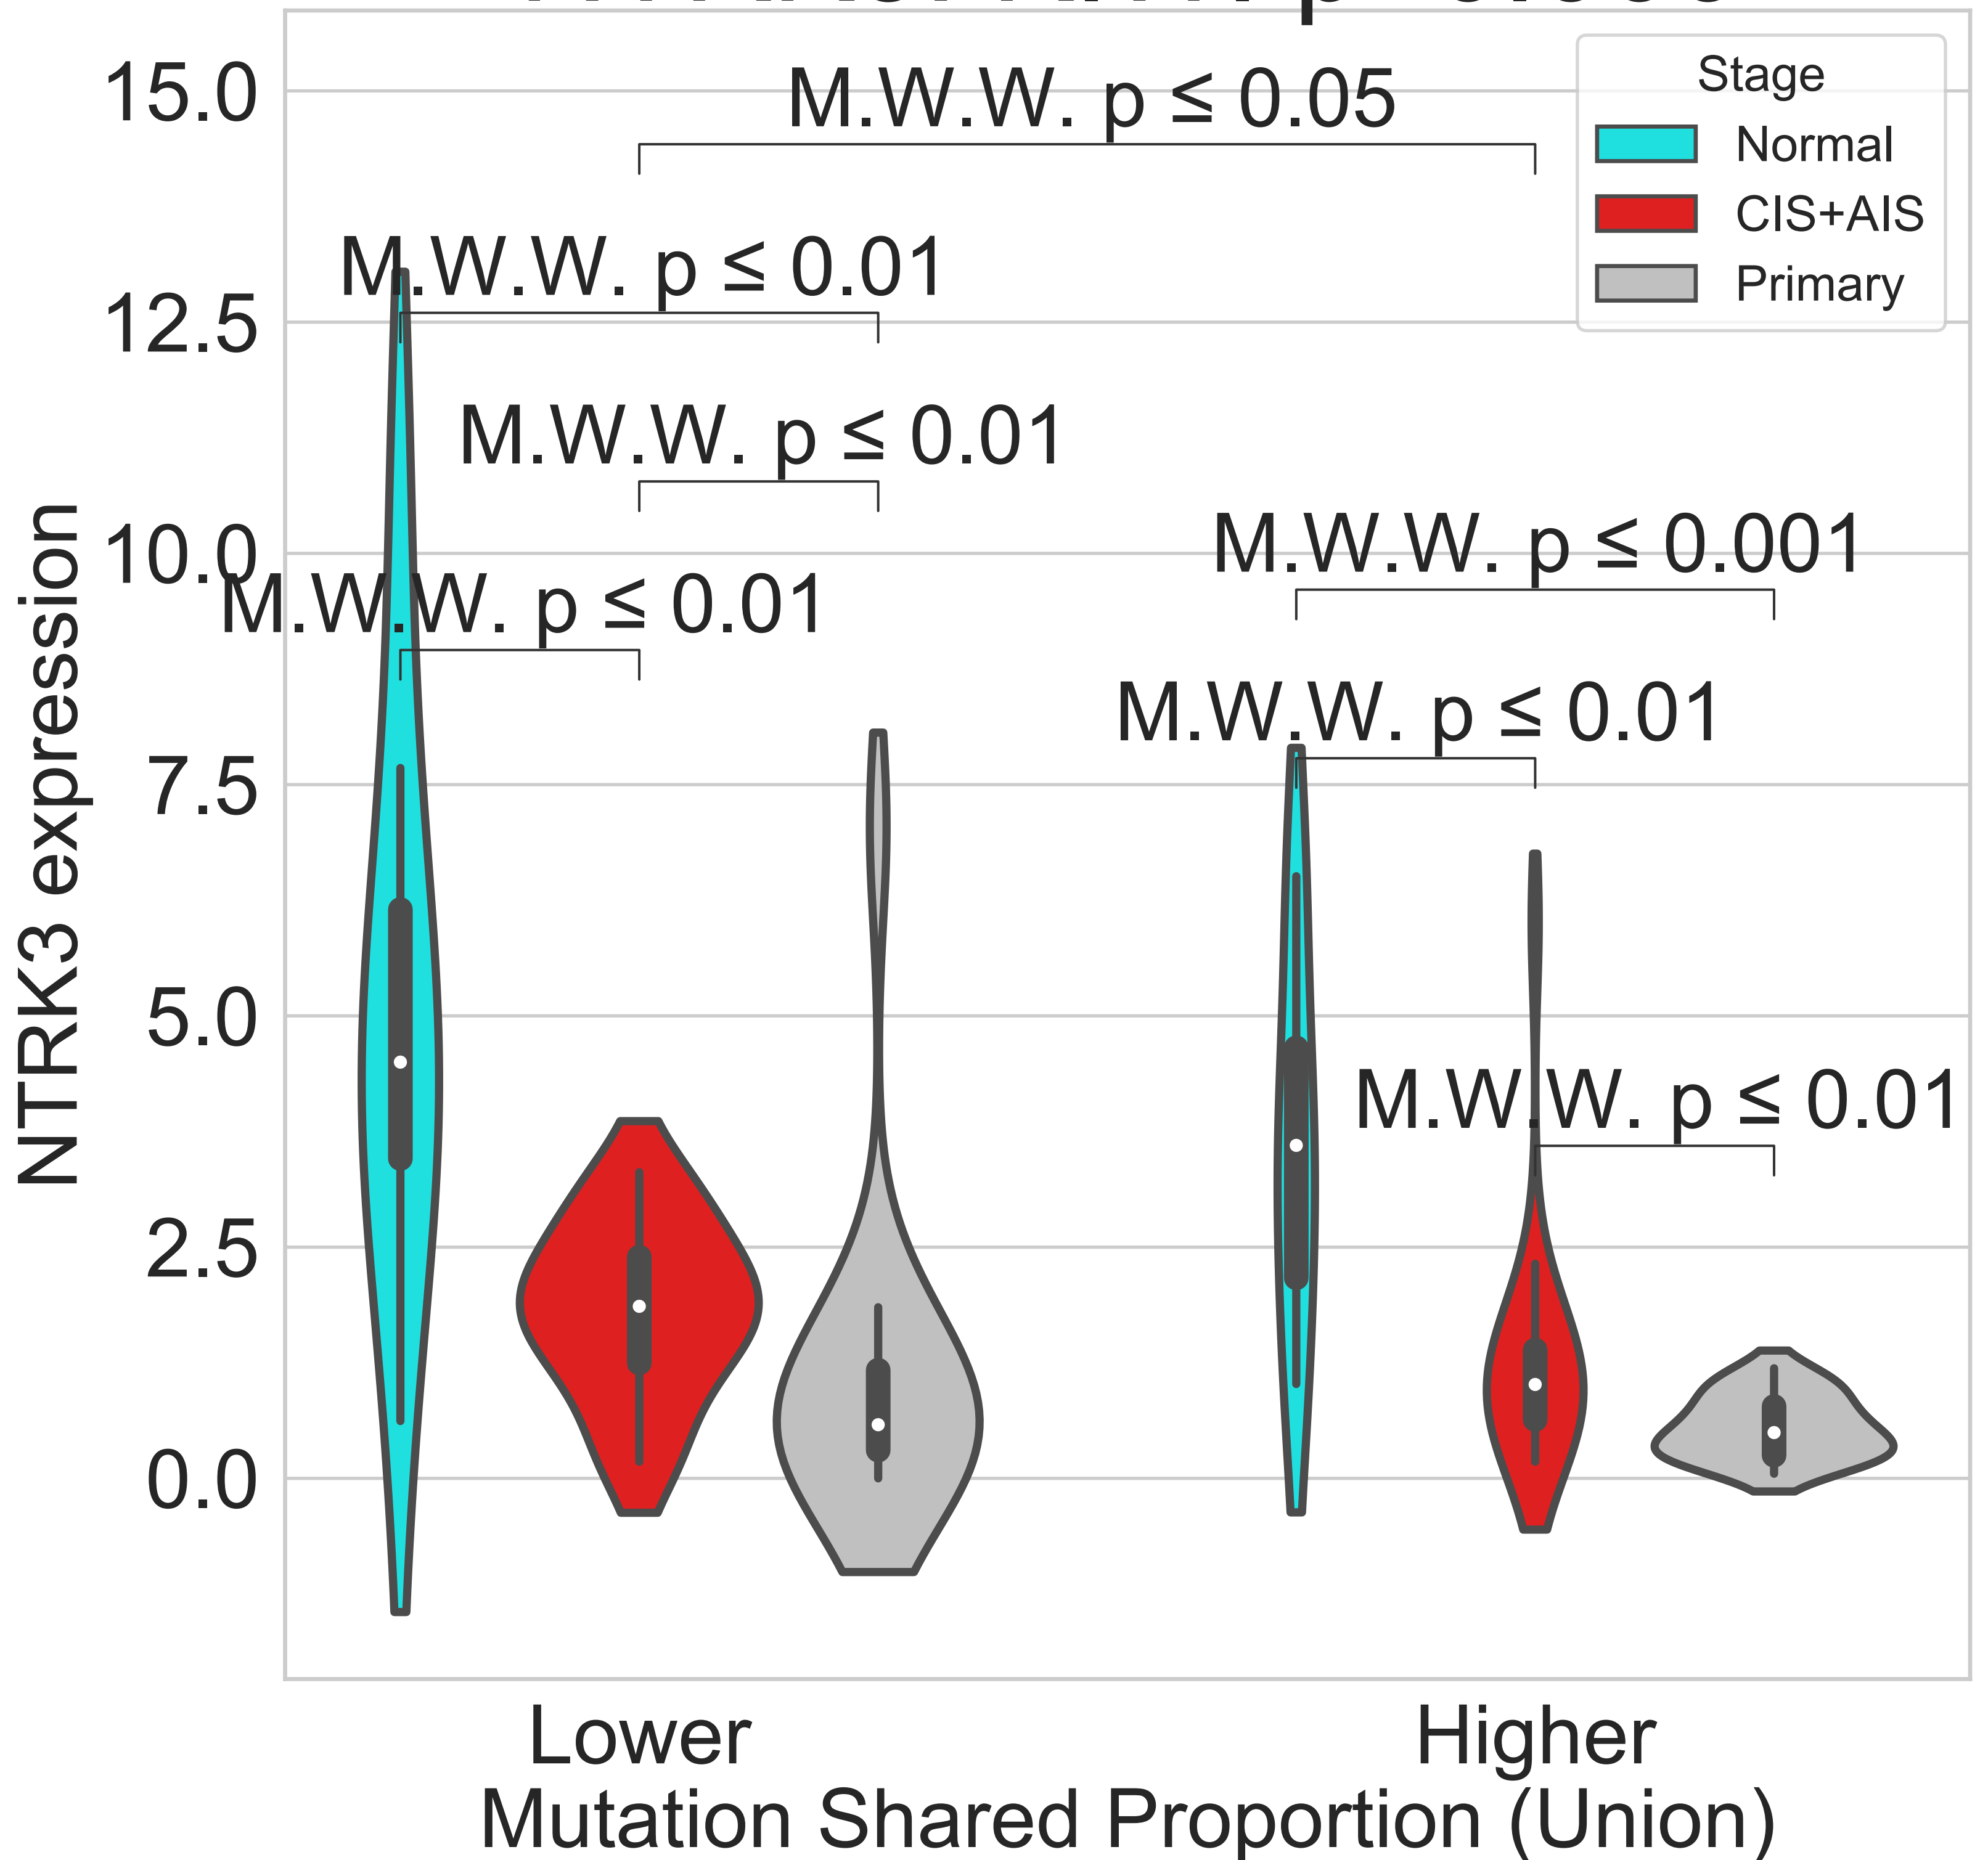 15.0
12.5
10.0
7.5
5.0
2.5
0.0
NTRK3 expression
M.W.W. p ≤ 0.05
M.W.W. p ≤ 0.01
M.W.W. p ≤ 0.01
M.W.W. p ≤ 0.01
M.W.W. p ≤ 0.001
M.W.W. p ≤ 0.01
M.W.W. p ≤ 0.01
Stage
Normal
CIS+AIS
Primary
Lower
Higher
Mutation Shared Proportion (Union)